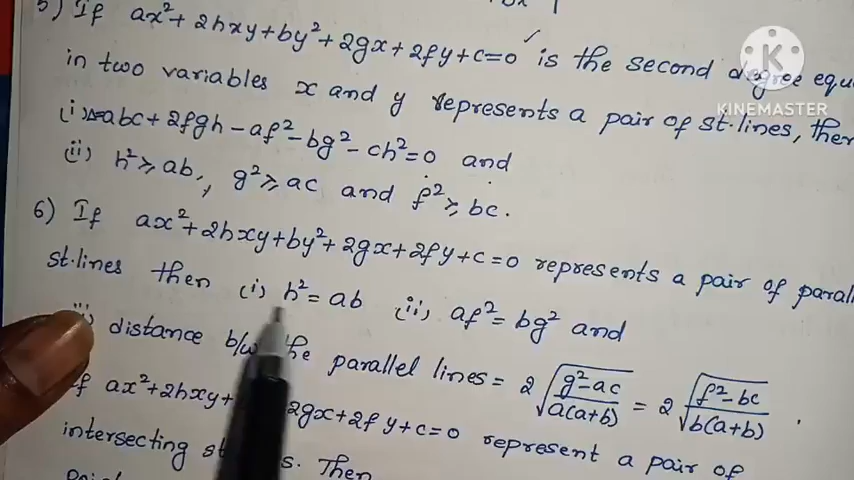 5) If ax²+2hxy+by²+2gx+2fy+c=0 is the second degree equ
in two variables x and y represents a pair of st.lines, then
(i) Δ=abc+2fgh-af²-bg²-ch²=0 and
(ii) h²≥ab, g²≥ac and f²≥bc.
6) If ax²+2hxy+by²+2gx+2fy+c=0 represents a pair of parall
st.lines then (i) h²=ab (ii) af²=bg² and
distance b/w the parallel lines = 2√(g²-ac)/(a(a+b)) = 2√(f²-bc)/(b(a+b)).
ax²+2hxy+ 2gx+2fy+c=0 represent a pair of
intersecting st s. Then
KINEMASTER